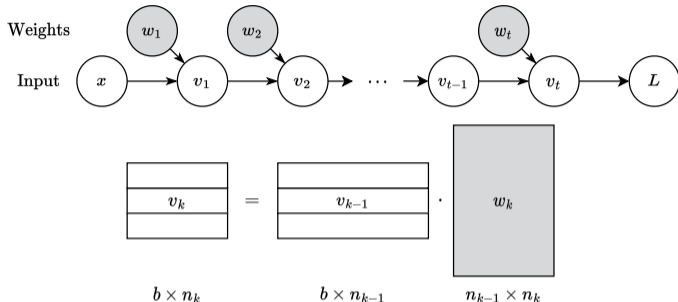 Weights w₁ w₂ wₜ
Input x v₁ v₂ ⋯ vₜ₋₁ vₜ L
vₖ = vₖ₋₁ · wₖ
b × nₖ b × nₖ₋₁ nₖ₋₁ × nₖ